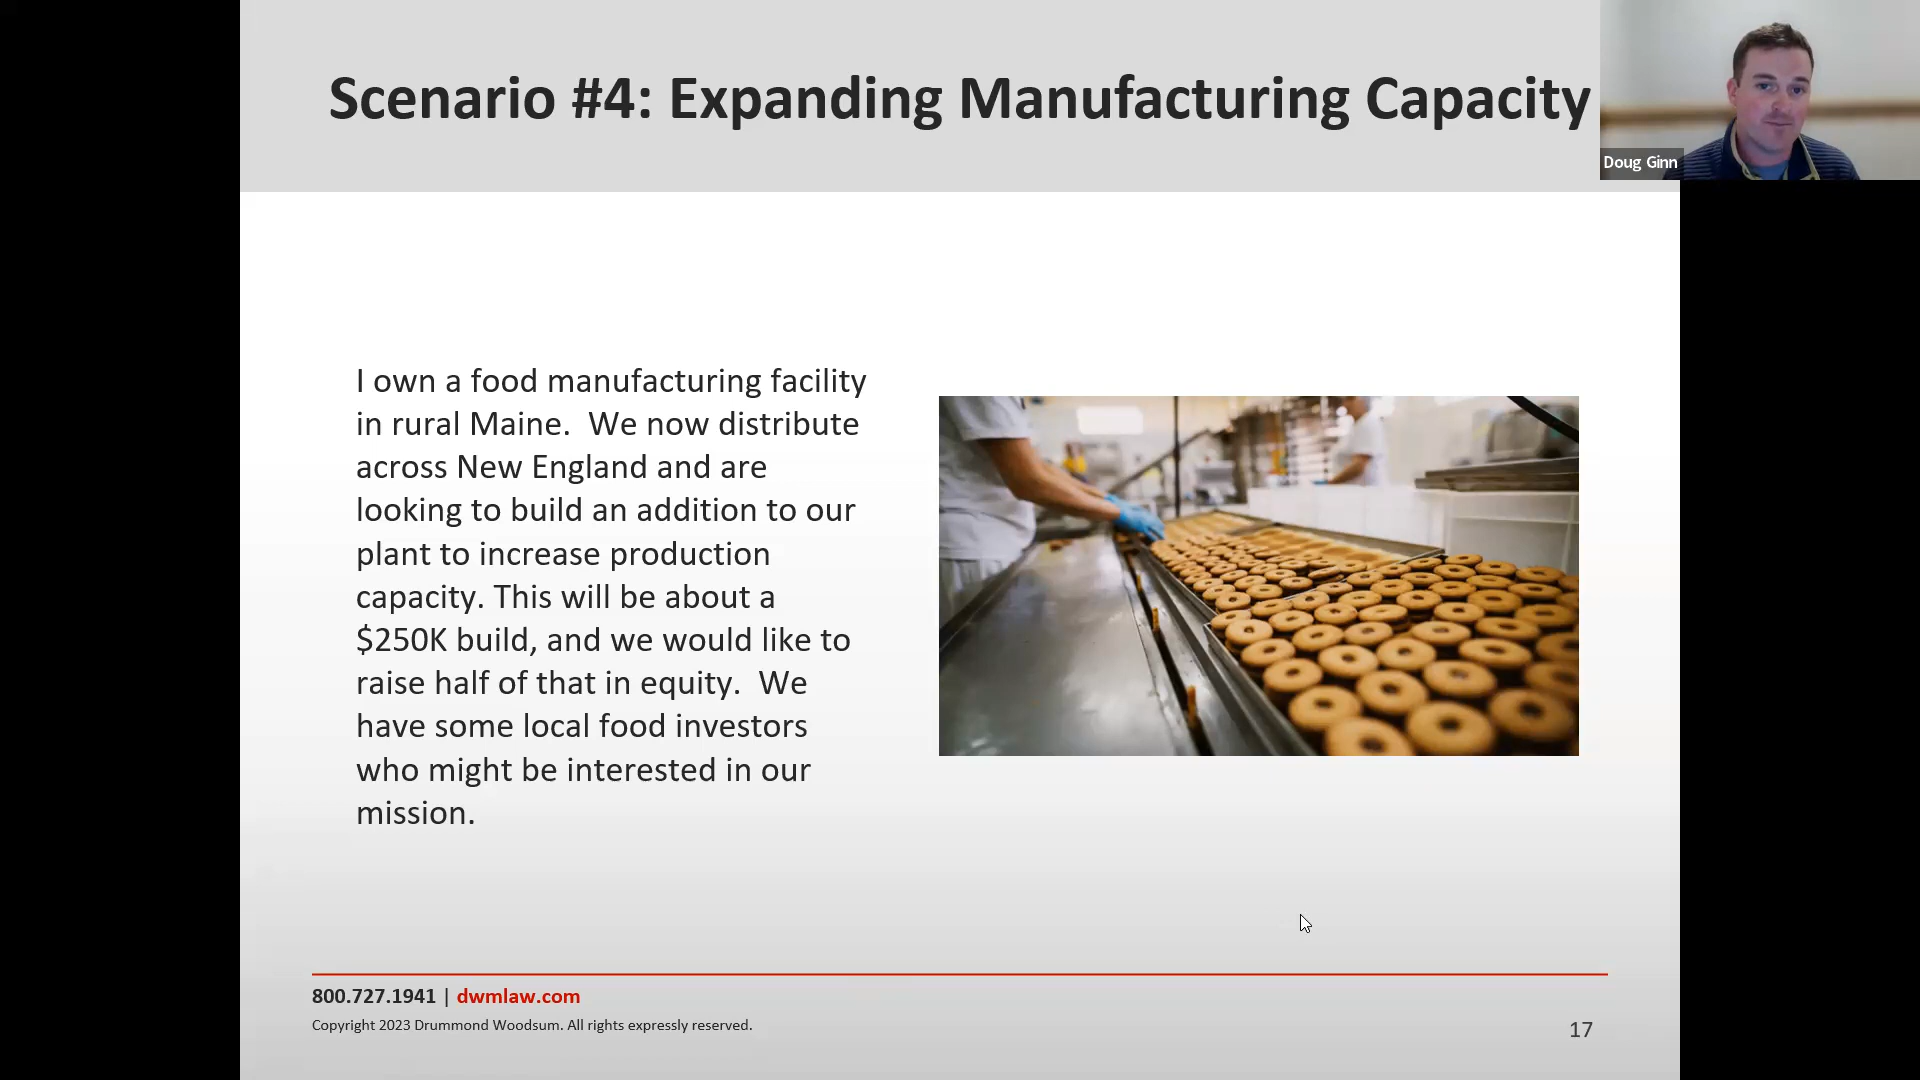 Scenario #4: Expanding Manufacturing Capacity
Doug Ginn
I own a food manufacturing facility
in rural Maine.  We now distribute
across New England and are
looking to build an addition to our
plant to increase production
capacity. This will be about a
$250K build, and we would like to
raise half of that in equity.  We
have some local food investors
who might be interested in our
mission.
800.727.1941 | dwmlaw.com
Copyright 2023 Drummond Woodsum. All rights expressly reserved.
17